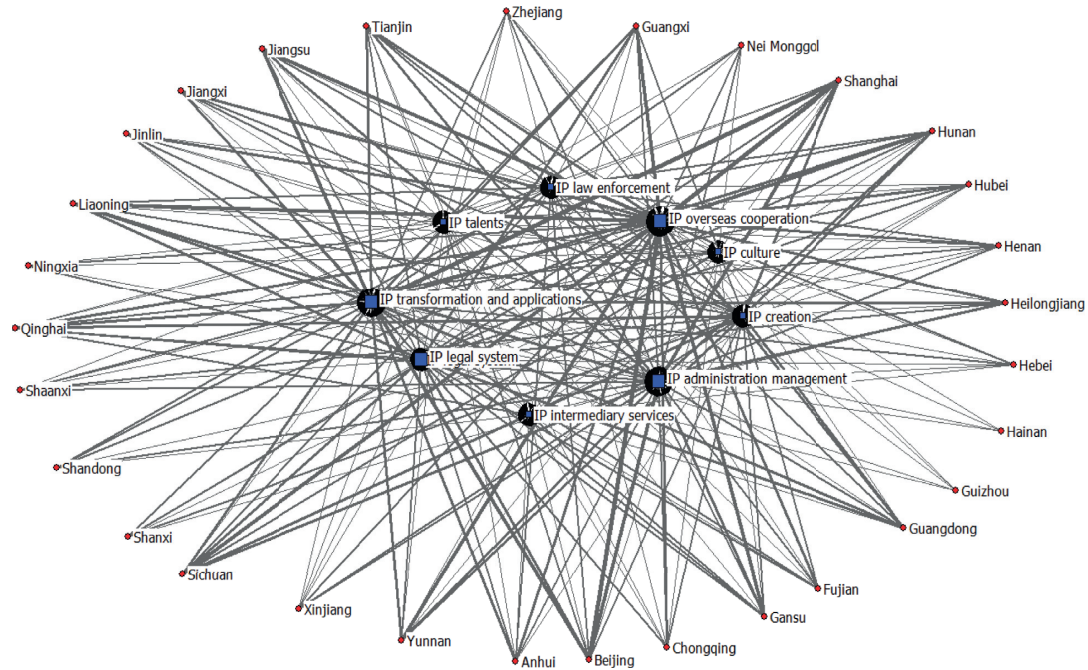 Zhejiang
Tianjin
Guangxi
Jiangsu
Nei Monggol
Shanghai
Jiangxi
Hunan
Jinlin
IP law enforcement
Hubei
Liaoning
IP talents
IP overseas cooperation
Henan
IP culture
Ningxia
IP transformation and applications
Heilongjiang
IP creation
Qinghai
IP legal system
Hebei
IP administration management
Shaanxi
IP intermediary services
Hainan
Shandong
Guizhou
Guangdong
Shanxi
Sichuan
Fujian
Xinjiang
Gansu
Yunnan
Chongqing
Anhui
Beijing